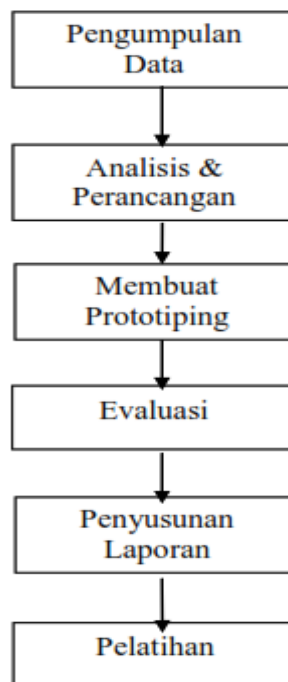 Pengumpulan
Data
Analisis &
Perancangan
Membuat
Prototiping
Evaluasi
Penyusunan
Laporan
Pelatihan